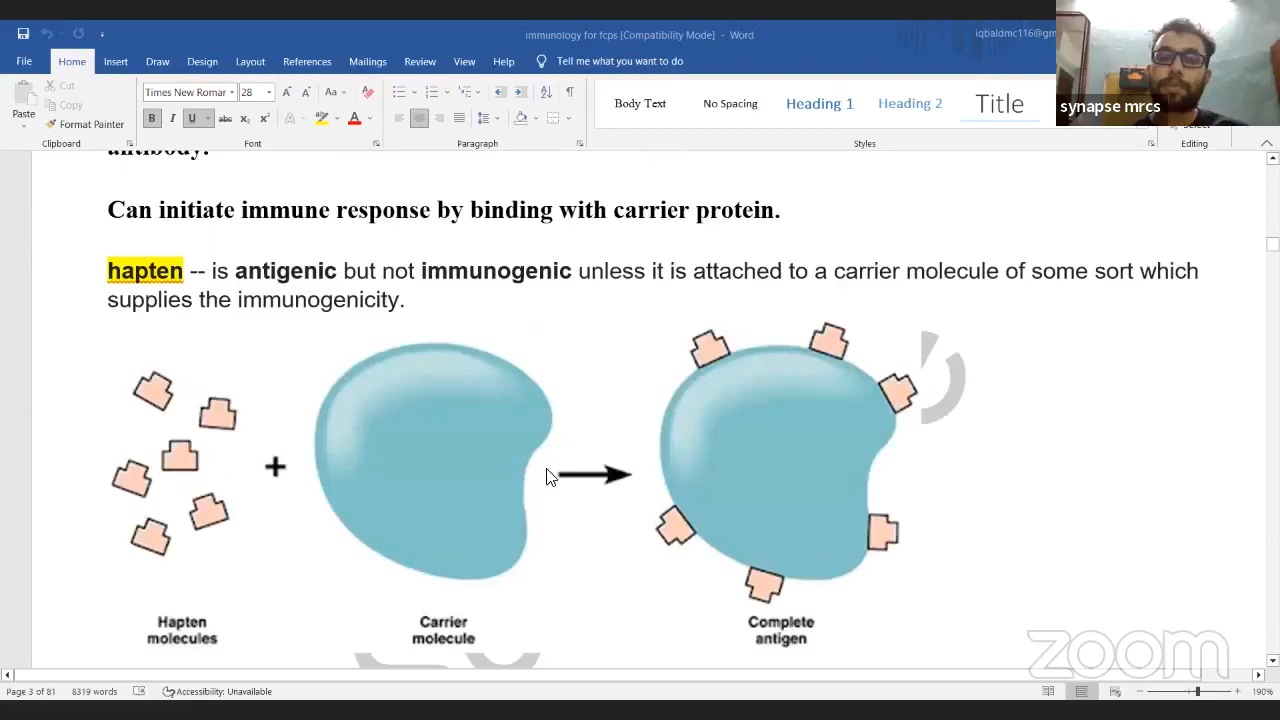 immunology for fcps [Compatibility Mode] - Word
iqbaldmc116@gm
File Home Insert Draw Design Layout References Mailings Review View Help Tell me what you want to do
synapse mrcs
Paste
Cut
Copy
Format Painter
Times New Romar 28
Body Text No Spacing Heading 1 Heading 2 Title
Clipboard Font Paragraph Styles Editing
antibody.
Can initiate immune response by binding with carrier protein.
hapten -- is antigenic but not immunogenic unless it is attached to a carrier molecule of some sort which
supplies the immunogenicity.
Hapten
molecules
Carrier
molecule
Complete
antigen
zoom
Page 3 of 81 8319 words Accessibility: Unavailable 190%